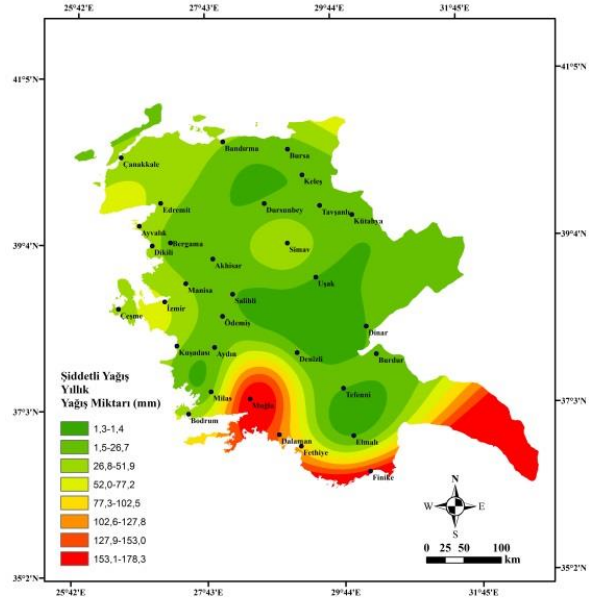 25°42'E 27°43'E 29°44'E 31°45'E
41°5'N 41°5'N
Bandırma
Bursa
Çanakkale
Keleş
Edremit Dursunbey Tavşanlı
Kütahya
Ayvalık
39°4'N 39°4'N
Bergama
Dikili Simav
Akhisar
Uşak
Manisa
Salihli
Çeşme İzmir
Ödemiş
Dinar
Kuşadası Aydın Denizli Burdur
Şiddetli Yağış
Yıllık
Yağış Miktarı (mm)
Tefenni
Milas Muğla
37°3'N 37°3'N
Bodrum
Dalaman Elmalı
Fethiye
Finike
1,3-1,4
1,5-26,7
26,8-51,9
52,0-77,2
77,3-102,5
102,6-127,8
127,9-153,0
153,1-178,3
N
W E
S
0 25 50 100
km
35°2'N 35°2'N
25°42'E 27°43'E 29°44'E 31°45'E